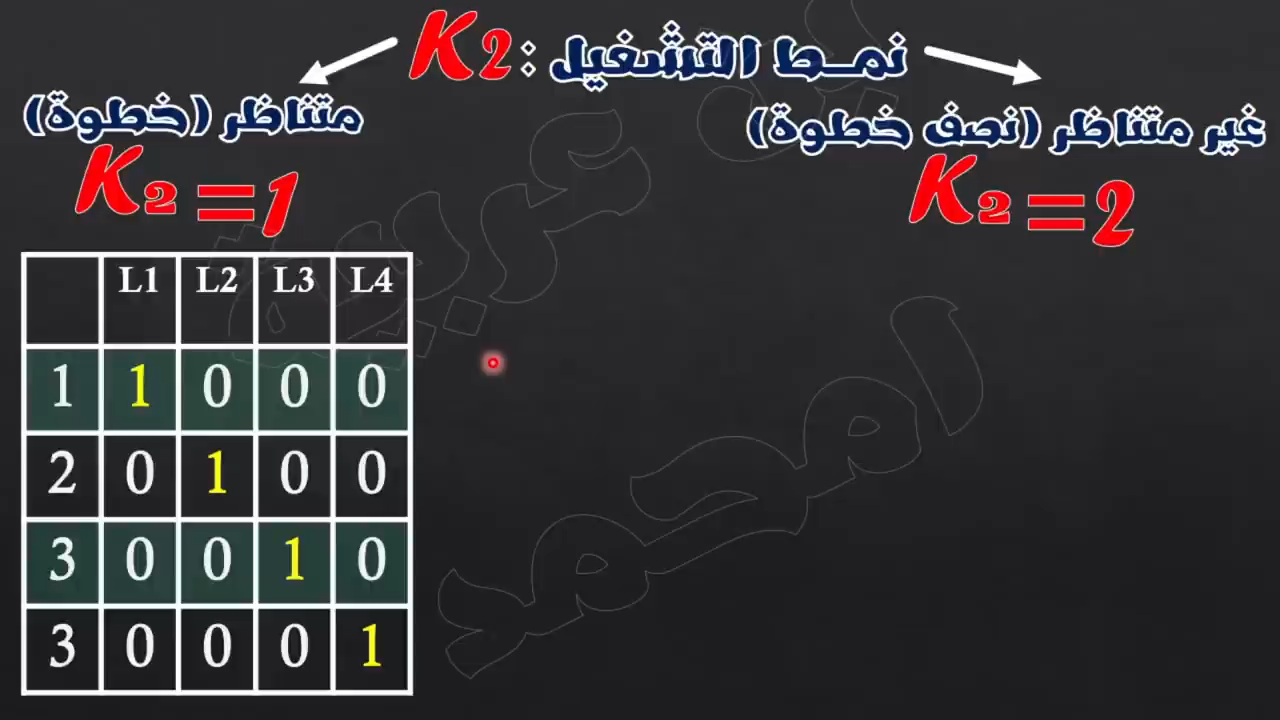 نمط التشغيل : K2
غير متناظر (نصف خطوة)
K2 =2
متناظر (خطوة)
K2 =1
L1 L2 L3 L4
1 1 0 0 0
2 0 1 0 0
3 0 0 1 0
3 0 0 0 1